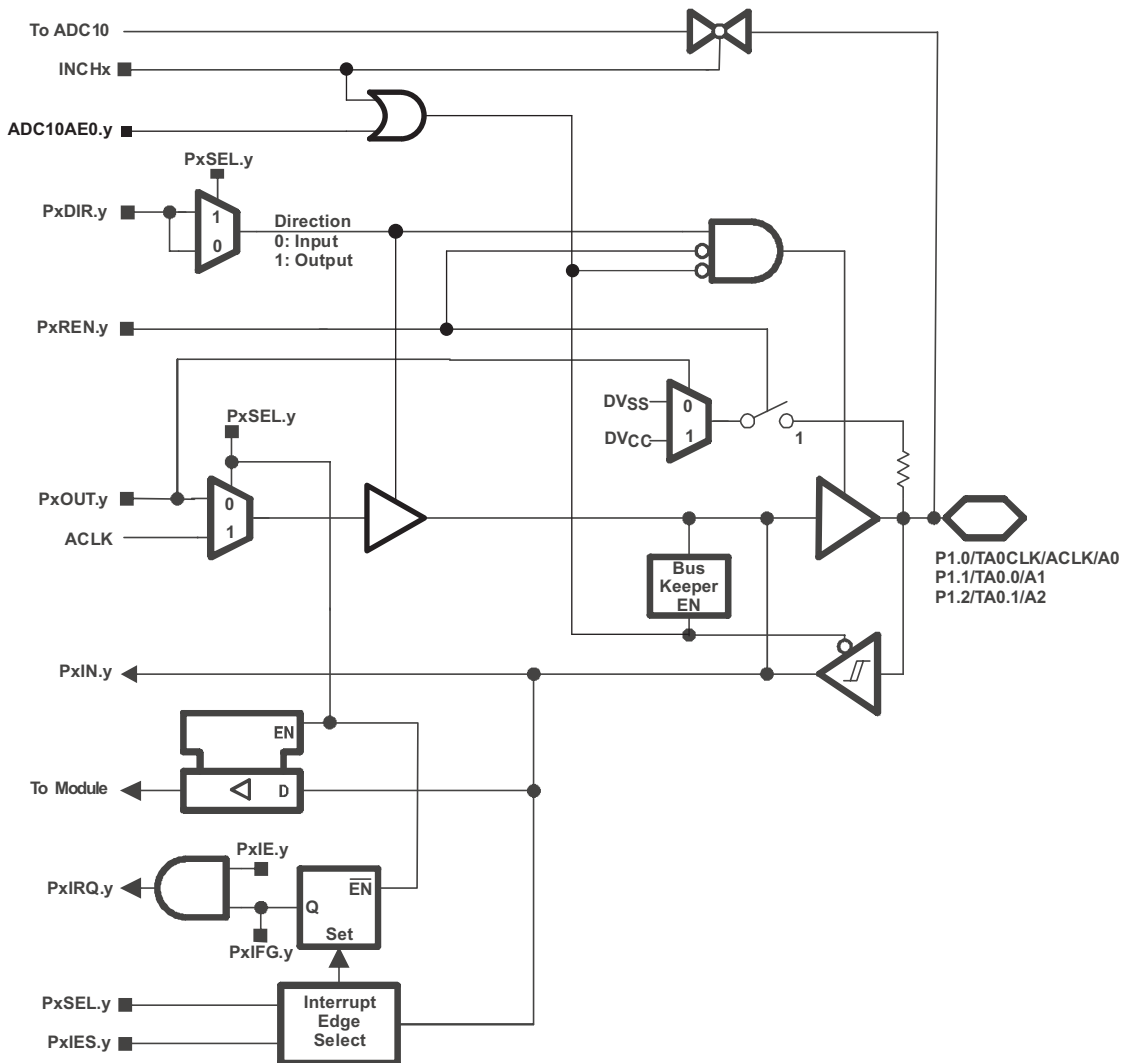 To ADC10
INCHx
ADC10AE0.y
PxSEL.y
PxDIR.y
1
0
Direction
0: Input
1: Output
PxREN.y
DVSS
0
DVCC
1
1
PxSEL.y
PxOUT.y
0
ACLK
1
Bus
Keeper
EN
P1.0/TA0CLK/ACLK/A0
P1.1/TA0.0/A1
P1.2/TA0.1/A2
PxIN.y
EN
To Module
D
PxIE.y
PxIRQ.y
EN
Q
Set
PxIFG.y
PxSEL.y
PxIES.y
Interrupt
Edge
Select